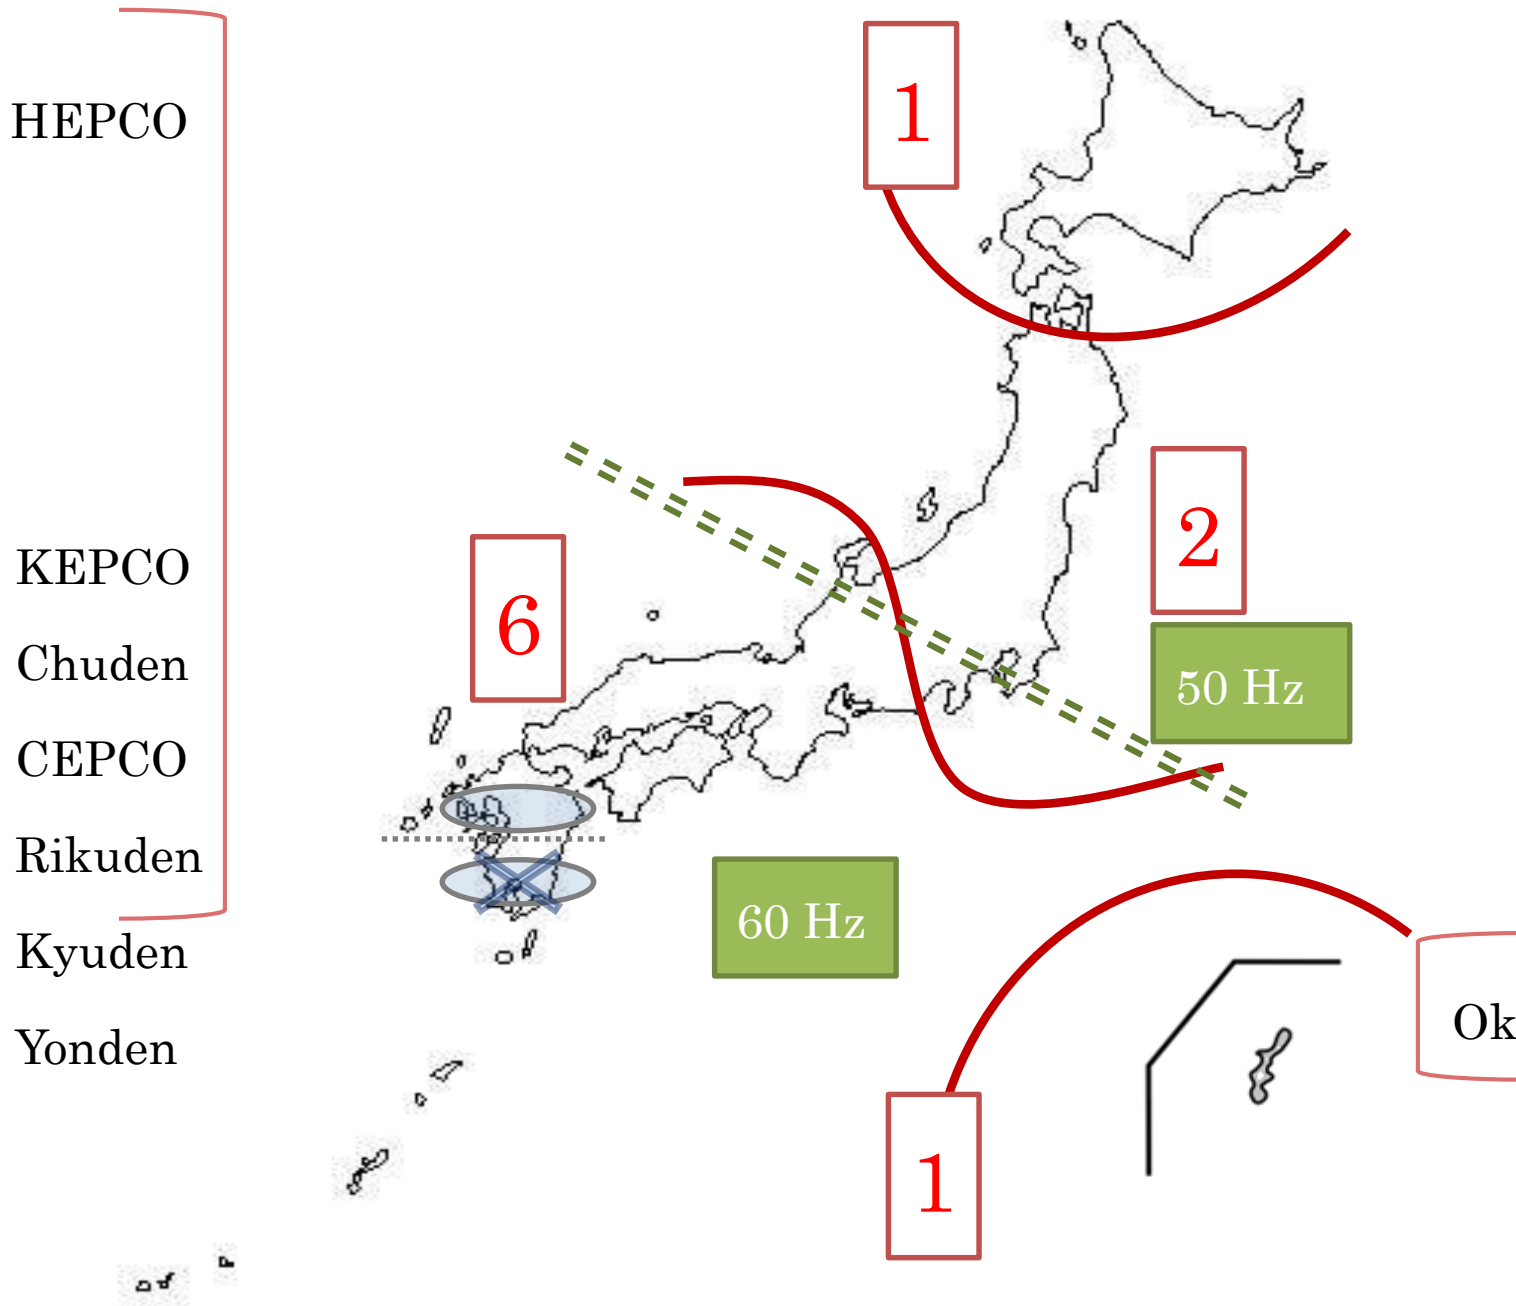 HEPCO
1
2
KEPCO
6
Chuden
50 Hz
CEPCO
Rikuden
60 Hz
Kyuden
Ok
Yonden
1